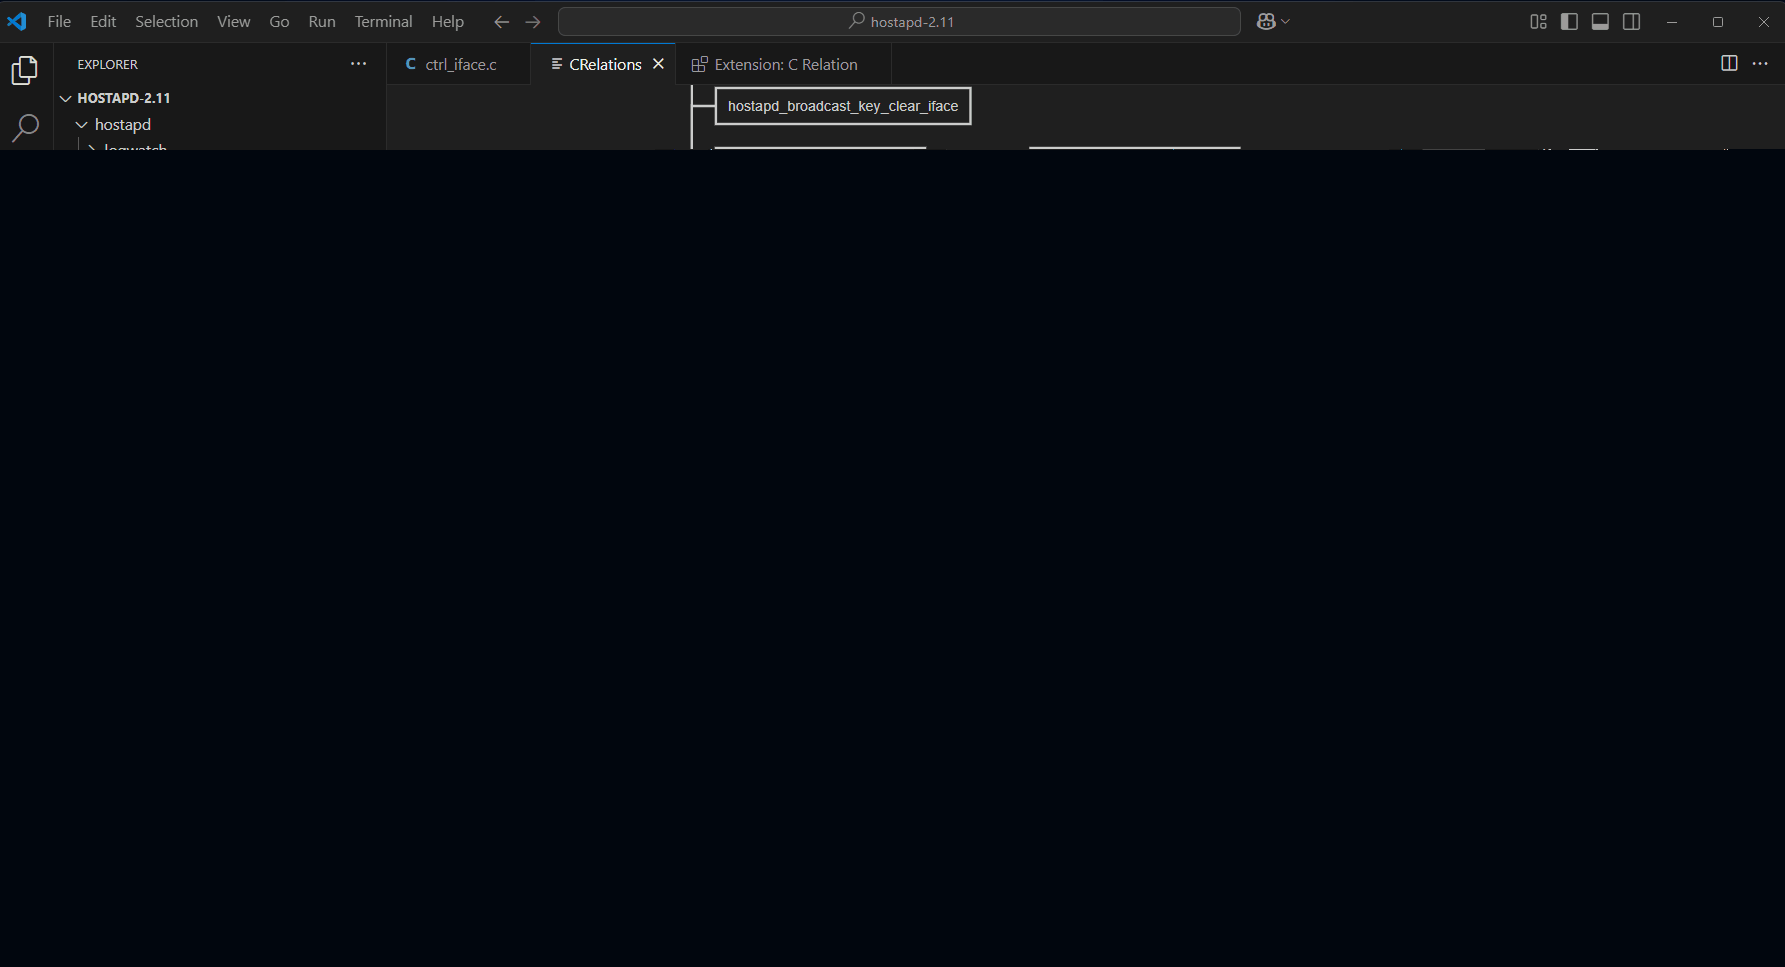 File Edit Selection View Go Run Terminal Help
hostapd-2.11
EXPLORER
ctrl_iface.c
CRelations
Extension: C Relation
HOSTAPD-2.11
hostapd_broadcast_key_clear_iface
hostapd
logwatch